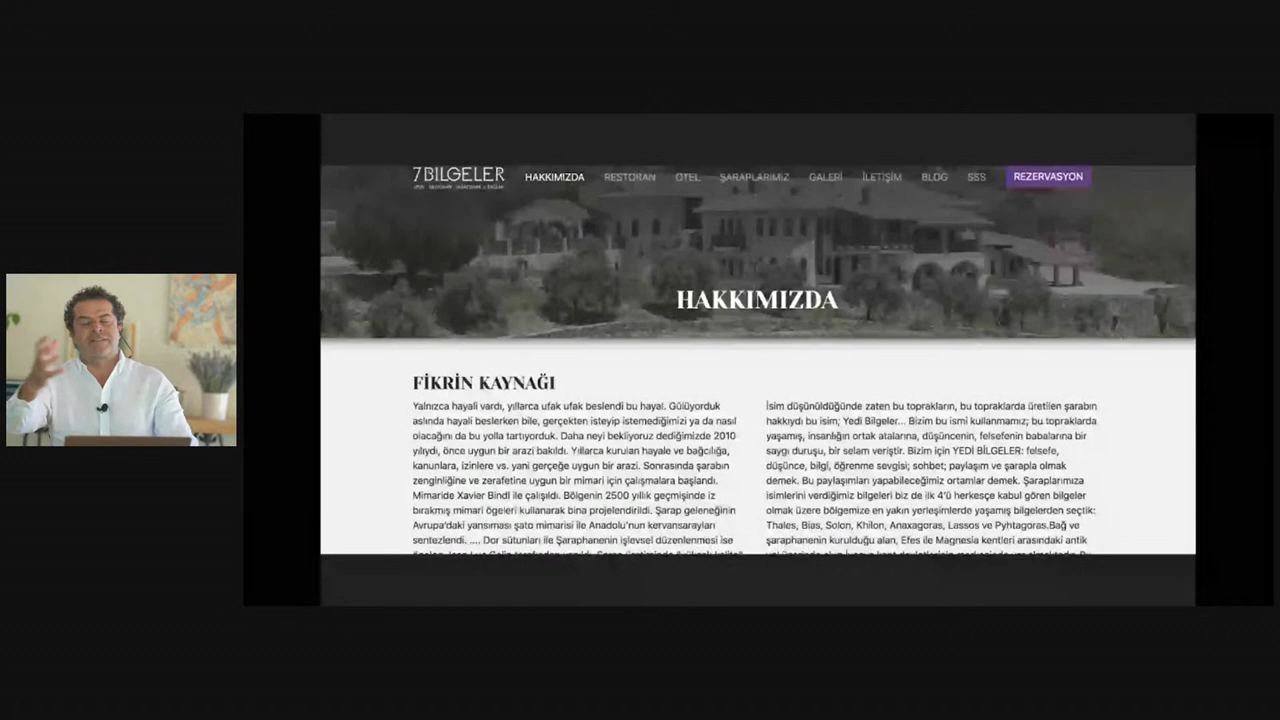 7BILGELER
HAKKIMIZDA RESTORAN OTEL ŞARAPLARIMIZ GALERİ İLETİŞİM BLOG SSS REZERVASYON
HAKKIMIZDA
FİKRİN KAYNAĞI
Yalnızca hayali vardı, yıllarca ufak ufak beslendi bu hayal. Gülüyorduk
aslında hayali beslerken bile, gerçekten isteyip istemediğimizi ya da nasıl
olacağını da bu yolla tartıyorduk. Daha neyi bekliyoruz dediğimizde 2010
yılıydı, önce uygun bir arazi bakıldı. Yıllarca kurulan hayale ve bağcılığa,
kanunlara, izinlere vs. yani gerçeğe uygun bir arazi. Sonrasında şarabın
zenginliğine ve zerafetine uygun bir mimari için çalışmalara başlandı.
Mimaride Xavier Bindl ile çalışıldı. Bölgenin 2500 yıllık geçmişinde iz
bırakmış mimari ögeleri kullanarak bina projelendirildi. Şarap geleneğinin
Avrupa'daki yansıması şato mimarisi ile Anadolu'nun kervansarayları
sentezlendi. .... Dor sütunları ile Şaraphanenin işlevsel düzenlenmesi ise
İsim düşünüldüğünde zaten bu toprakların, bu topraklarda üretilen şarabın
hakkıydı bu isim; Yedi Bilgeler... Bizim bu ismi kullanmamız; bu topraklarda
yaşamış, insanlığın ortak atalarına, düşüncenin, felsefenin babalarına bir
saygı duruşu, bir selam veriştir. Bizim için YEDİ BİLGELER: felsefe,
düşünce, bilgi, öğrenme sevgisi; sohbet; paylaşım ve şarapla olmak
demek. Bu paylaşımları yapabileceğimiz ortamlar demek. Şaraplarımıza
isimlerini verdiğimiz bilgeleri biz de ilk 4'ü herkesçe kabul gören bilgeler
olmak üzere bölgemize en yakın yerleşimlerde yaşamış bilgelerden seçtik:
Thales, Bias, Solon, Khilon, Anaxagoras, Lassos ve Pyhtagoras.Bağ ve
şaraphanenin kurulduğu alan, Efes ile Magnesia kentleri arasındaki antik